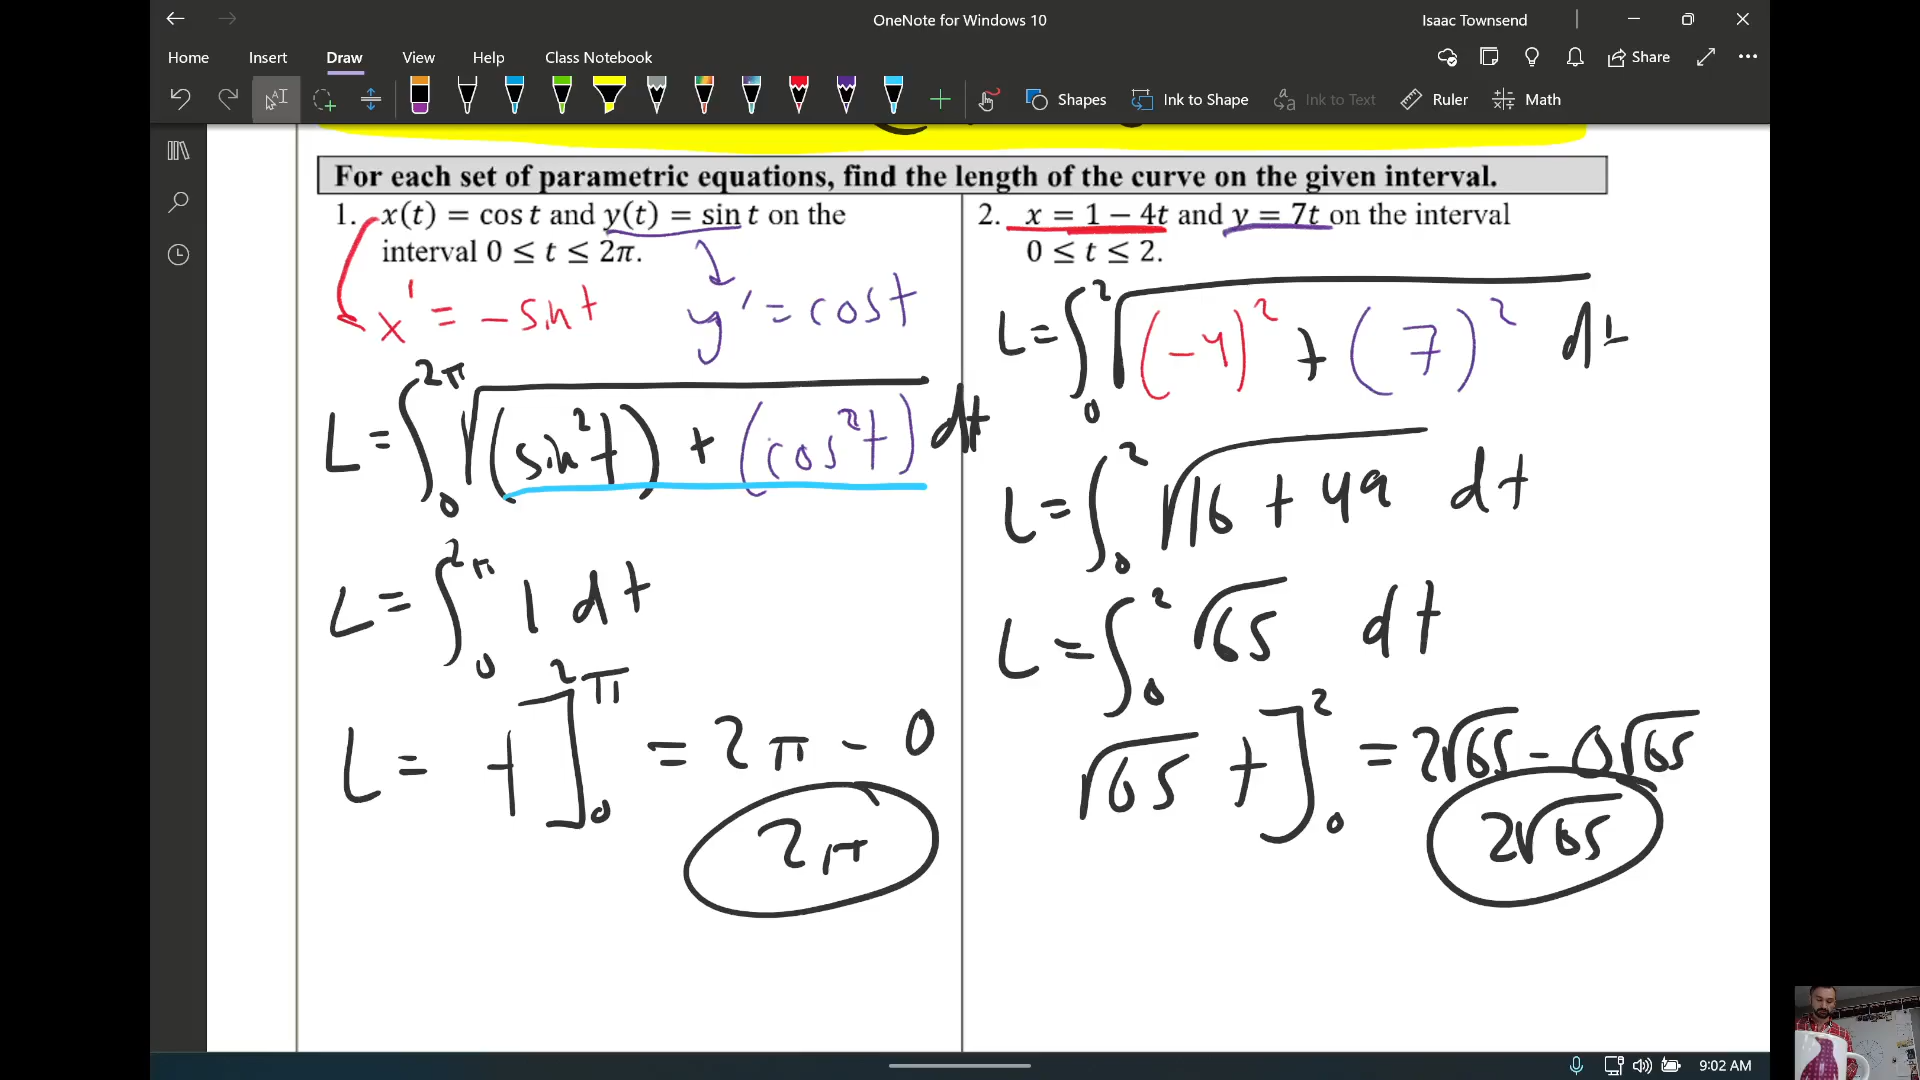 OneNote for Windows 10
Isaac Townsend
Home Insert Draw View Help Class Notebook
Share
Shapes Ink to Shape Ink to Text Ruler Math
For each set of parametric equations, find the length of the curve on the given interval.
1. x(t) = cos t and y(t) = sin t on the
interval 0 ≤ t ≤ 2π.
x' = -sin t y' = cos t
L = ∫₀^2π √(sin²t) + (cos²t) dt
L = ∫₀^2π 1 dt
L = t]₀^2π = 2π - 0
2π
2. x = 1 − 4t and y = 7t on the interval
0 ≤ t ≤ 2.
L = ∫₀² √(-4)² + (7)² dt
L = ∫₀² √16 + 49 dt
L = ∫₀² √65 dt
√65 t]₀² = 2√65 - 0√65
2√65
9:02 AM